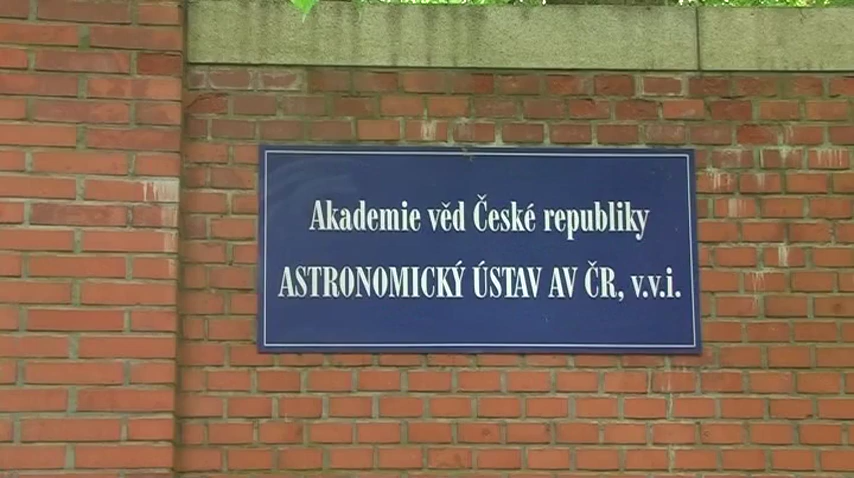 Akademie věd České republiky
ASTRONOMICKÝ ÚSTAV AV ČR, v.v.i.